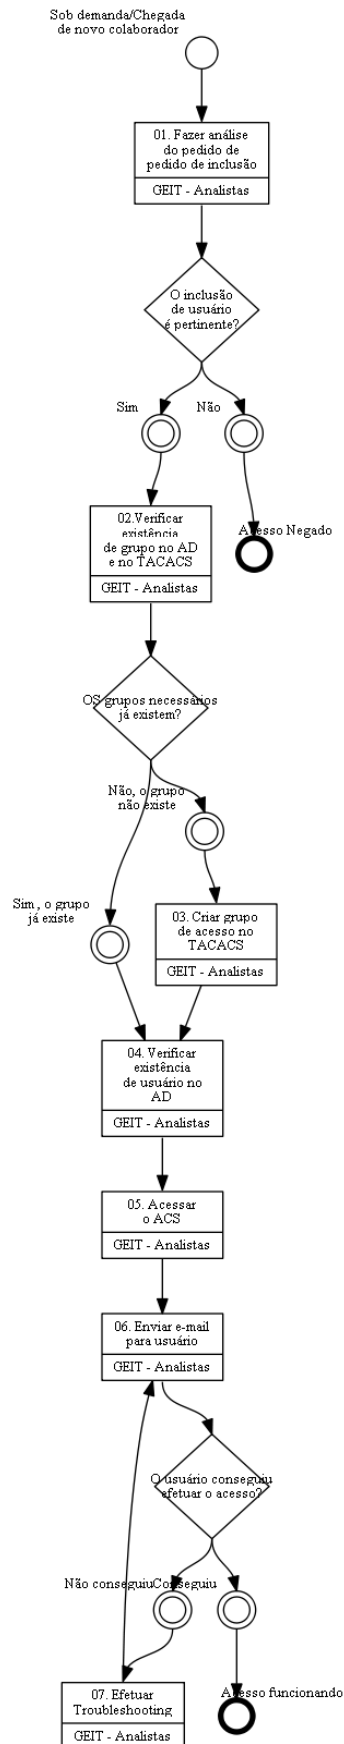 Sob demanda/Chegada
de novo colaborador
01. Fazer análise
do pedido de
pedido de inclusão
GEIT - Analistas
O inclusão
de usuário
é pertinente?
Sim
Não
02.Verificar
existência
de grupo no AD
e no TACACS
GEIT - Analistas
Acesso Negado
OS grupos necessários
já existem?
Não, o grupo
não existe
Sim, o grupo
já existe
03. Criar grupo
de acesso no
TACACS
GEIT - Analistas
04. Verificar
existência
de usuário no
AD
GEIT - Analistas
05. Acessar
o ACS
GEIT - Analistas
06. Enviar e-mail
para usuário
GEIT - Analistas
O usuário conseguiu
efetuar o acesso?
Não conseguiu
Conseguiu
Acesso funcionando
07. Efetuar
Troubleshooting
GEIT - Analistas